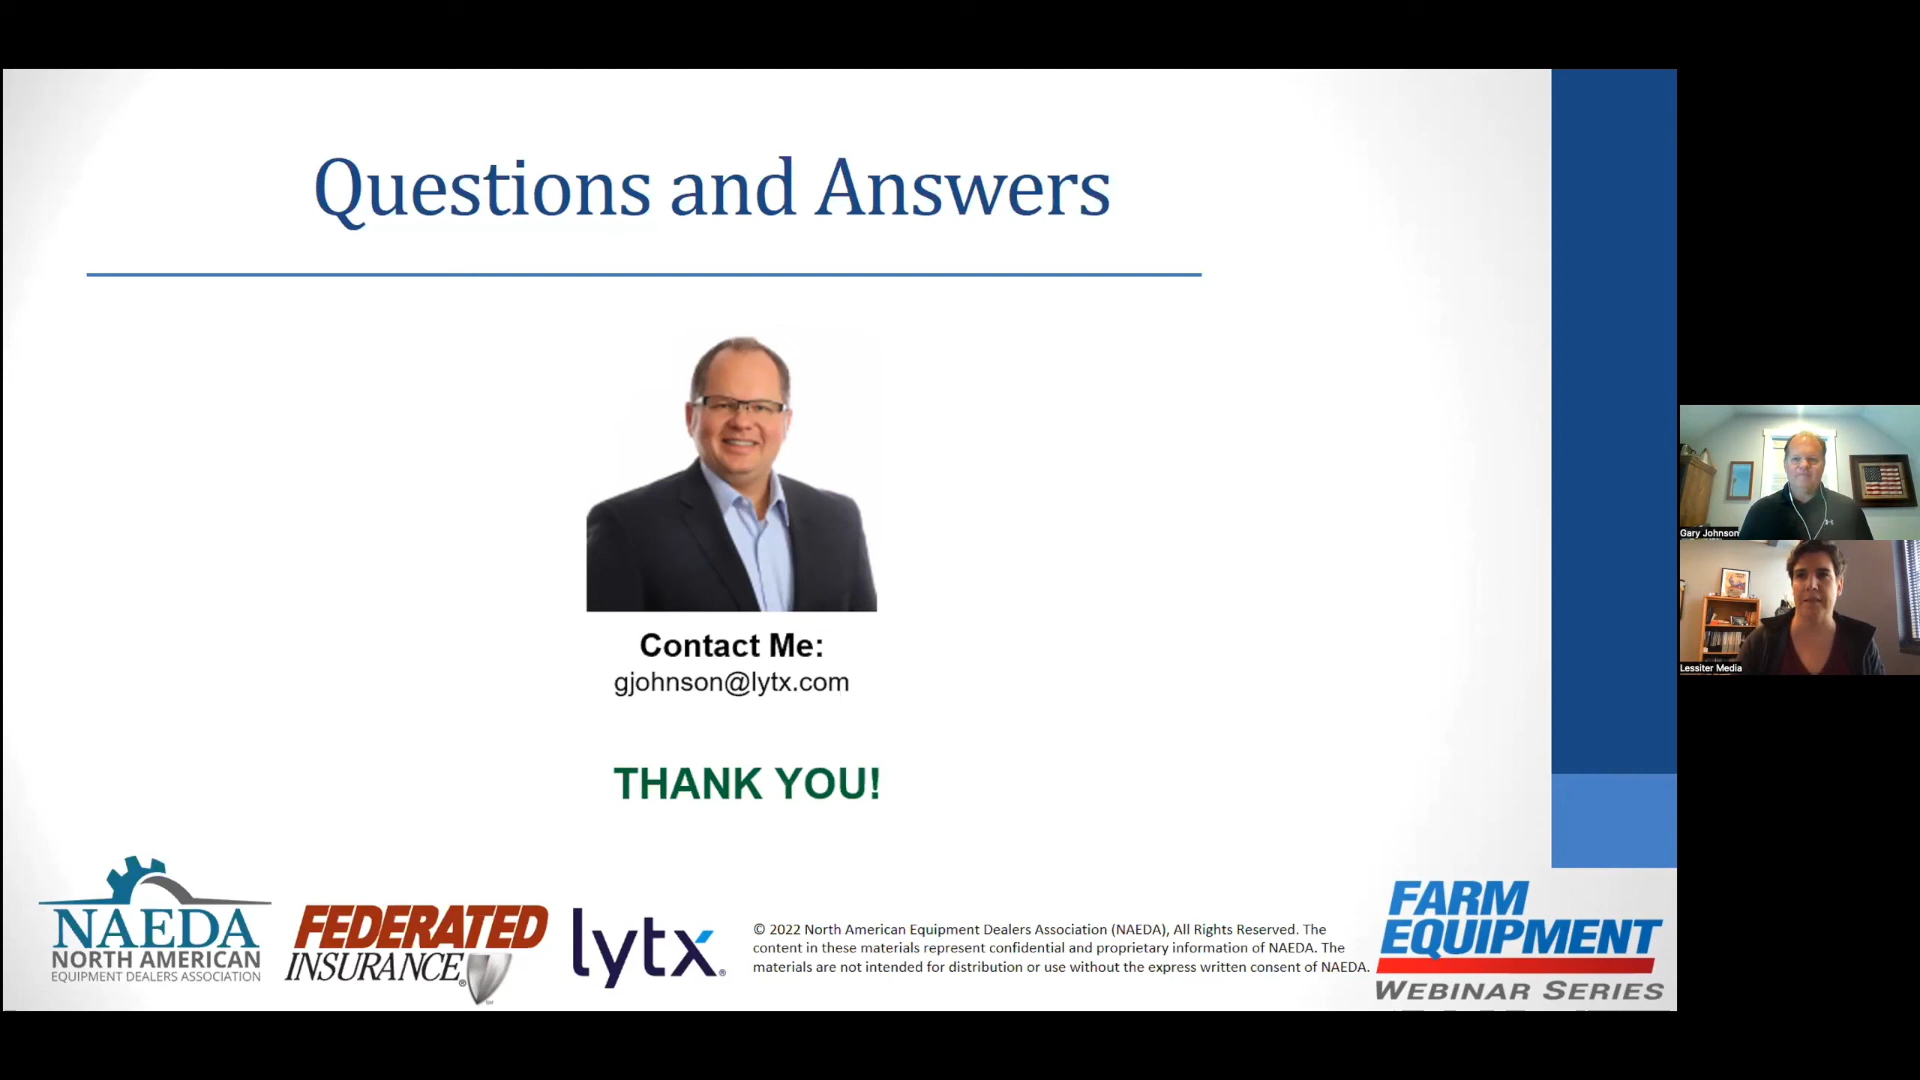 Questions and Answers
Contact Me:
gjohnson@lytx.com
THANK YOU!
NAEDA
NORTH AMERICAN
EQUIPMENT DEALERS ASSOCIATION
FEDERATED
INSURANCE®
lytx®
© 2022 North American Equipment Dealers Association (NAEDA), All Rights Reserved. The
content in these materials represent confidential and proprietary information of NAEDA. The
materials are not intended for distribution or use without the express written consent of NAEDA.
FARM
EQUIPMENT
WEBINAR SERIES
Gary Johnson
Lessiter Media